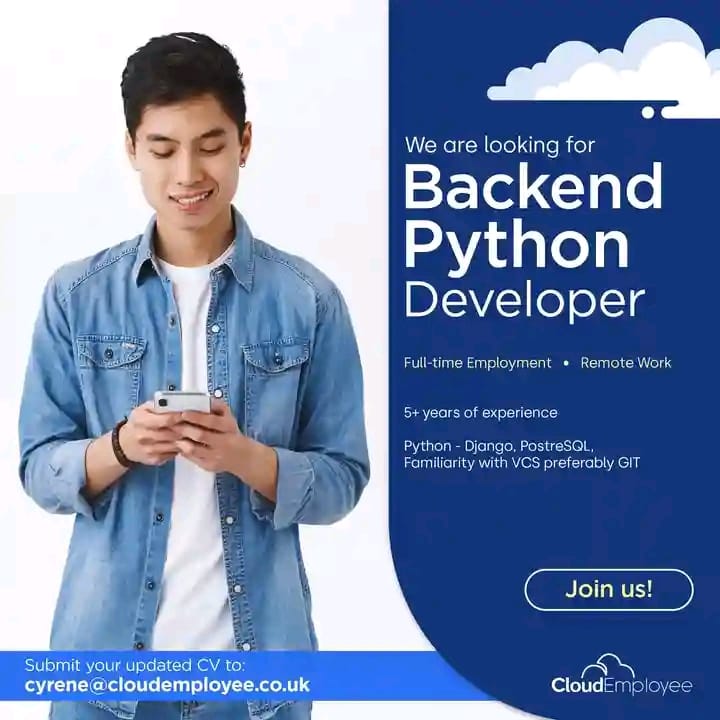 We are looking for
Backend
Python
Developer
Full-time Employment • Remote Work
5+ years of experience
Python - Django, PostreSQL,
Familiarity with VCS preferably GIT
Join us!
Submit your updated CV to:
cyrene@cloudemployee.co.uk
CloudEmployee